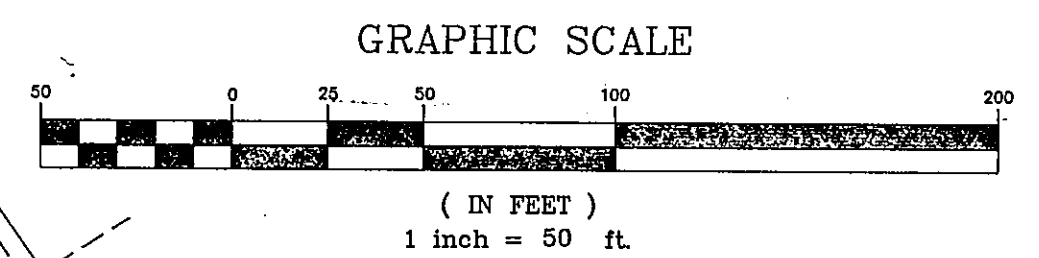 GRAPHIC SCALE
50 0 25 50 100 200
( IN FEET )
1 inch = 50 ft.